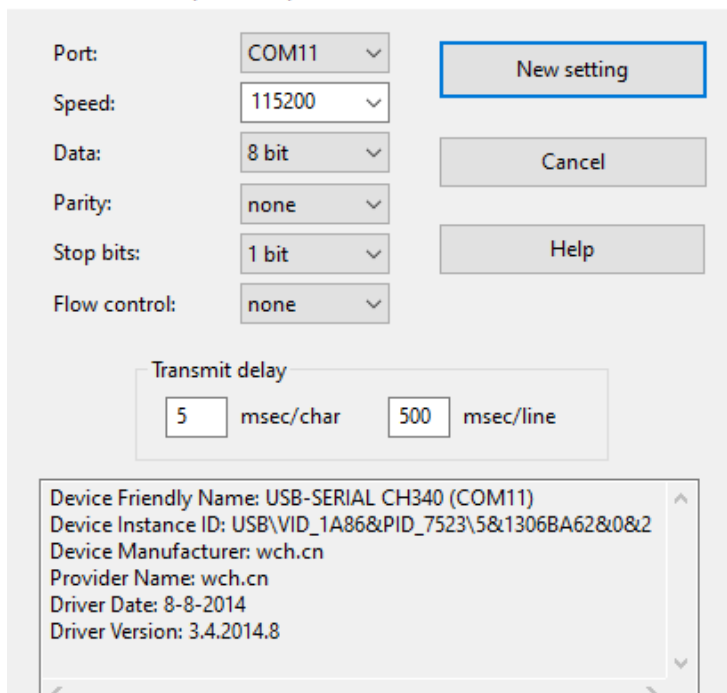 Port: COM11 New setting
Speed: 115200
Data: 8 bit Cancel
Parity: none
Stop bits: 1 bit Help
Flow control: none
Transmit delay
5 msec/char 500 msec/line
Device Friendly Name: USB-SERIAL CH340 (COM11)
Device Instance ID: USB\VID_1A86&PID_7523\5&1306BA62&0&2
Device Manufacturer: wch.cn
Provider Name: wch.cn
Driver Date: 8-8-2014
Driver Version: 3.4.2014.8